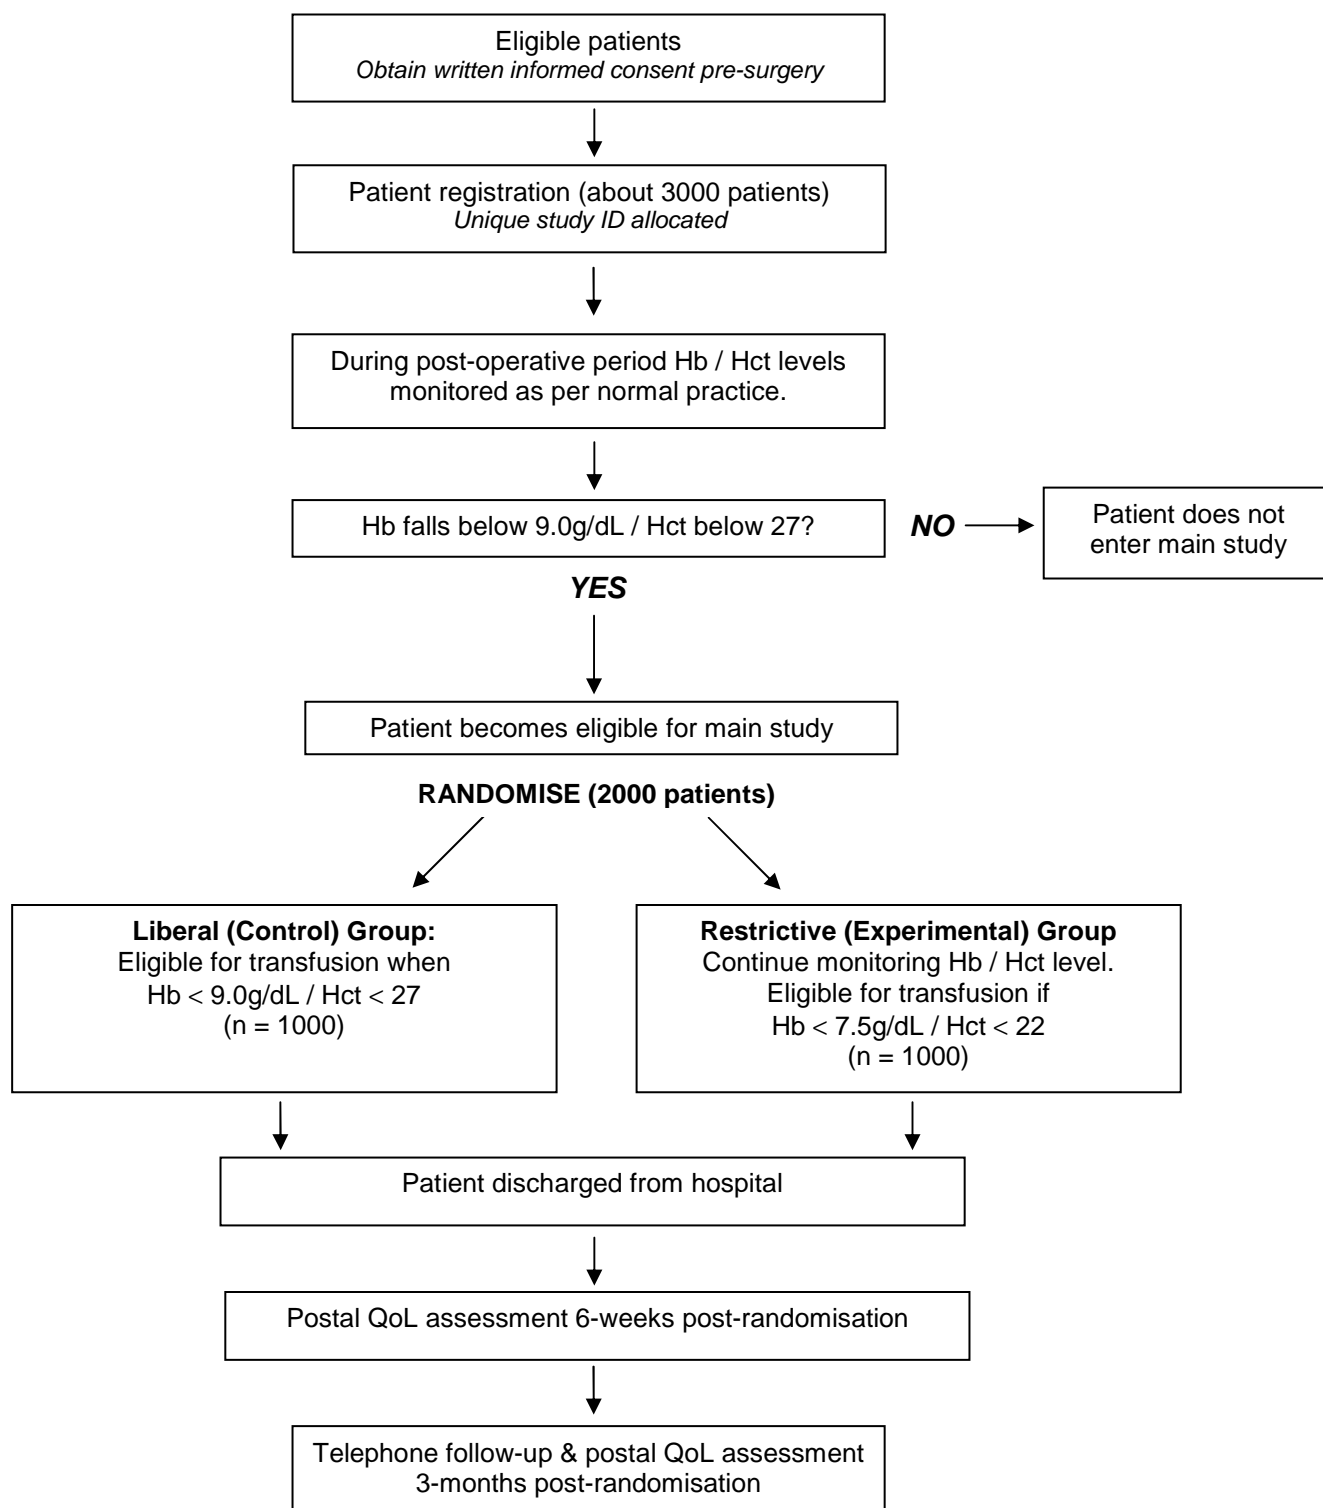 Eligible patients
Obtain written informed consent pre-surgery
Patient registration (about 3000 patients)
Unique study ID allocated
During post-operative period Hb / Hct levels
monitored as per normal practice.
Hb falls below 9.0g/dL / Hct below 27?
NO
Patient does not
enter main study
YES
Patient becomes eligible for main study
RANDOMISE (2000 patients)
Liberal (Control) Group:
Eligible for transfusion when
Hb < 9.0g/dL / Hct < 27
(n = 1000)
Restrictive (Experimental) Group
Continue monitoring Hb / Hct level.
Eligible for transfusion if
Hb < 7.5g/dL / Hct < 22
(n = 1000)
Patient discharged from hospital
Postal QoL assessment 6-weeks post-randomisation
Telephone follow-up & postal QoL assessment
3-months post-randomisation